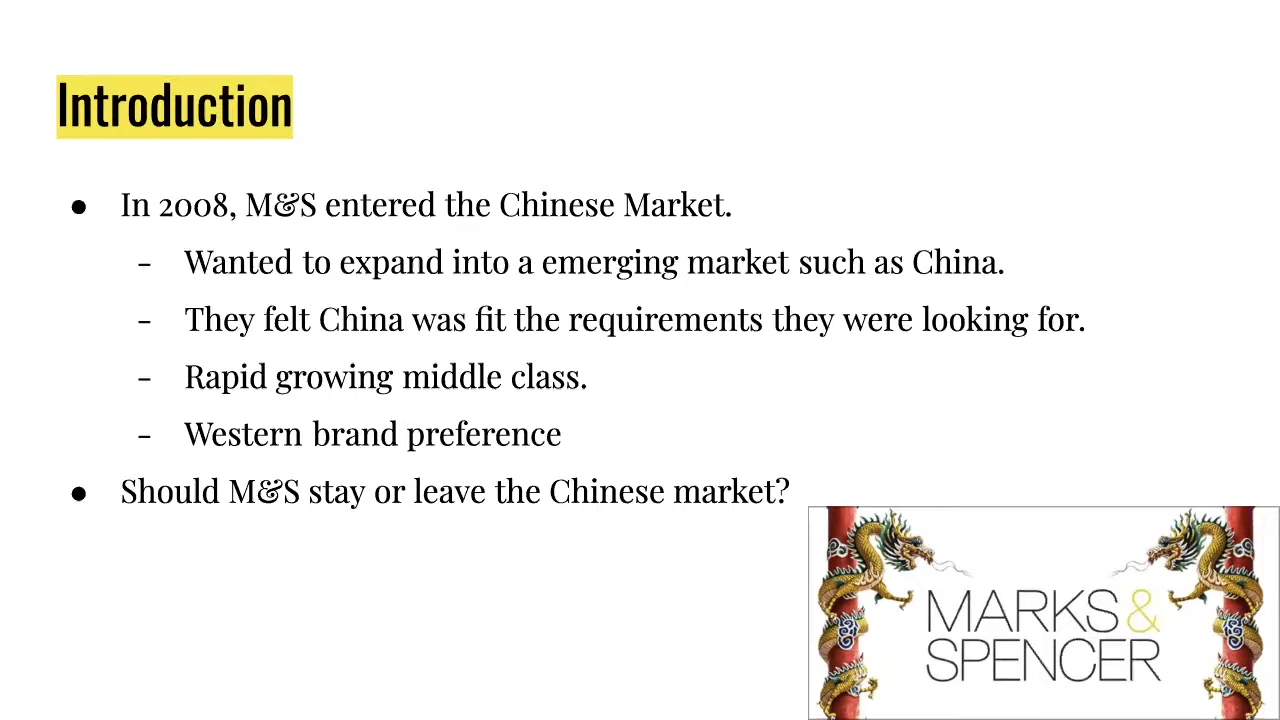 Introduction
● In 2008, M&S entered the Chinese Market.
- Wanted to expand into a emerging market such as China.
- They felt China was fit the requirements they were looking for.
- Rapid growing middle class.
- Western brand preference
● Should M&S stay or leave the Chinese market?
MARKS &
SPENCER